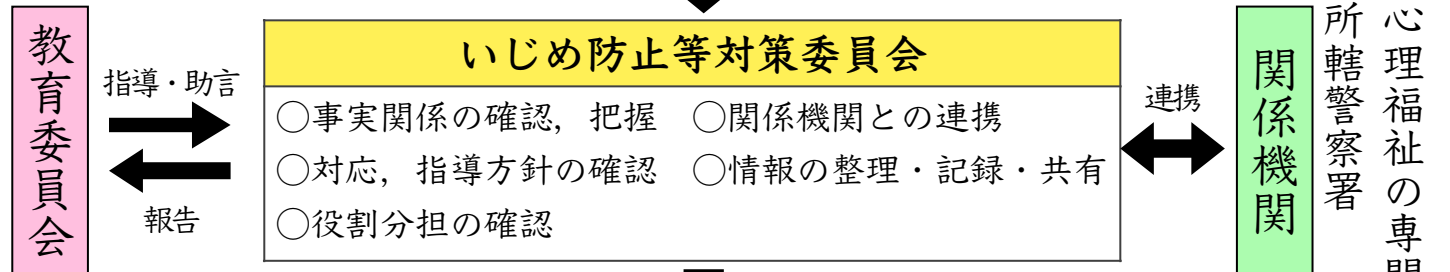 教育委員会
指導・助言
報告
いじめ防止等対策委員会
○事実関係の確認，把握　○関係機関との連携
○対応，指導方針の確認　○情報の整理・記録・共有
○役割分担の確認
連携
関係機関
心理福祉の専
所轄警察署